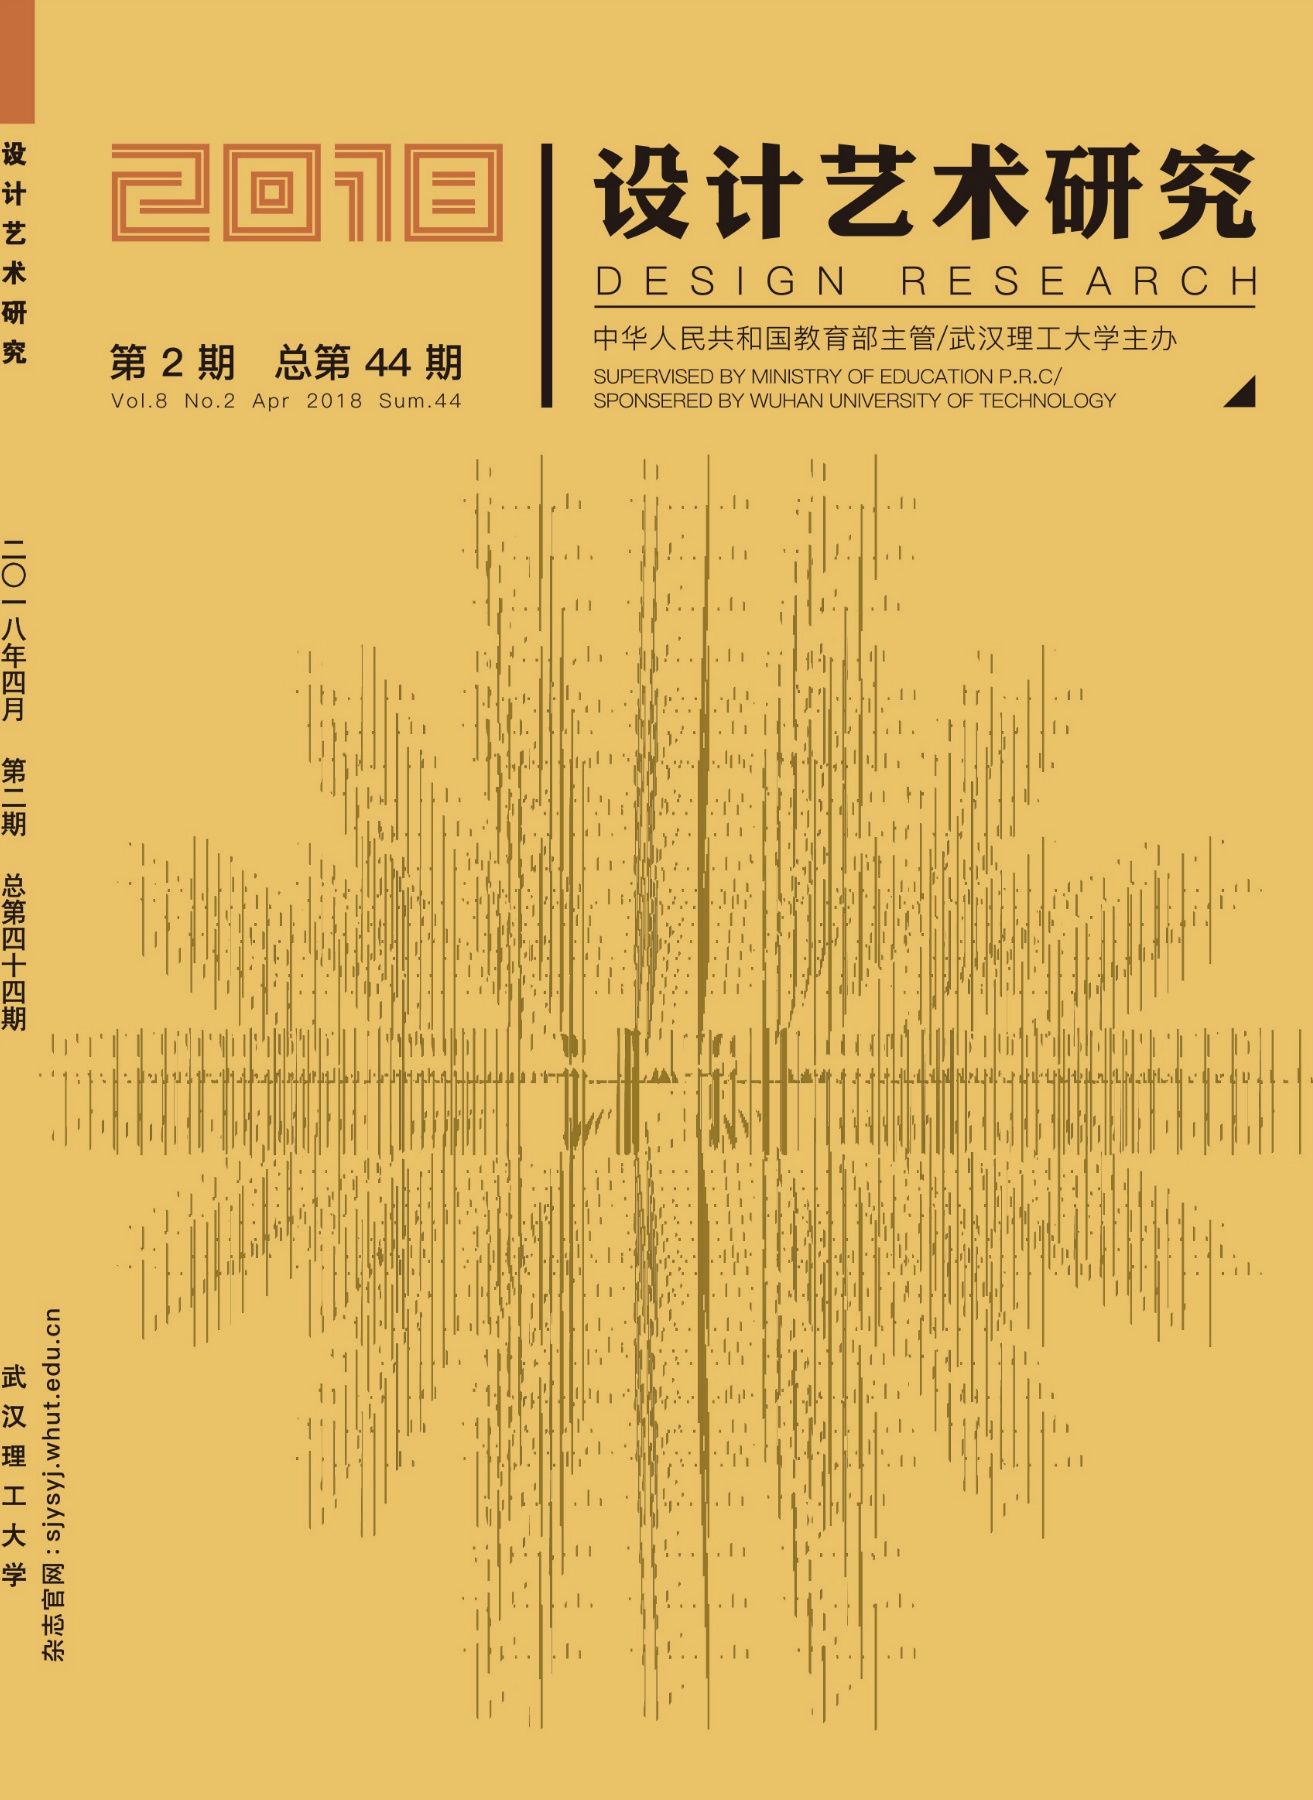 2018
设计艺术研究
DESIGN RESEARCH
中华人民共和国教育部主管/武汉理工大学主办
SUPERVISED BY MINISTRY OF EDUCATION P.R.C/
SPONSERED BY WUHAN UNIVERSITY OF TECHNOLOGY
第 2 期 总第 44 期
Vol.8 No.2 Apr 2018 Sum.44
设计艺术研究
二〇一八年四月 第二期 总第四十四期
武汉理工大学
杂志官网：sjysyj.whut.edu.cn